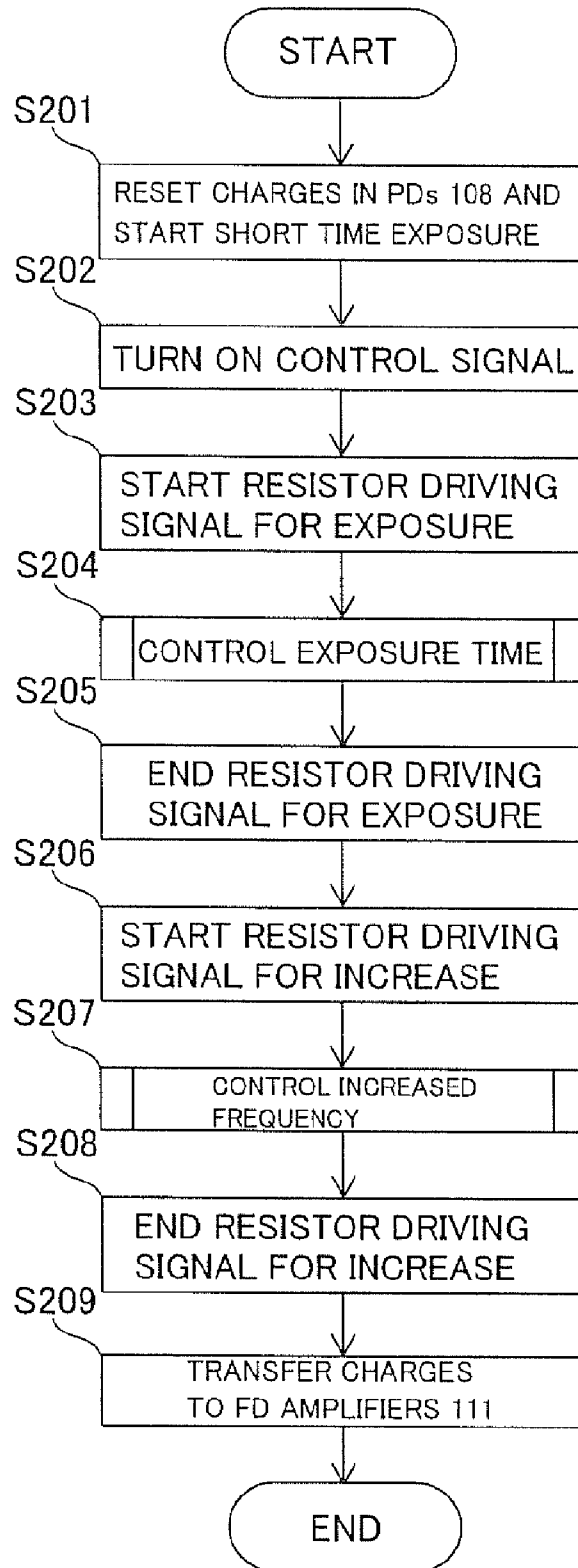 START
S201
RESET CHARGES IN PDs 108 AND
START SHORT TIME EXPOSURE
S202
TURN ON CONTROL SIGNAL
S203
START RESISTOR DRIVING
SIGNAL FOR EXPOSURE
S204
CONTROL EXPOSURE TIME
S205
END RESISTOR DRIVING
SIGNAL FOR EXPOSURE
S206
START RESISTOR DRIVING
SIGNAL FOR INCREASE
S207
CONTROL INCREASED
FREQUENCY
S208
END RESISTOR DRIVING
SIGNAL FOR INCREASE
S209
TRANSFER CHARGES
TO FD AMPLIFIERS 111
END